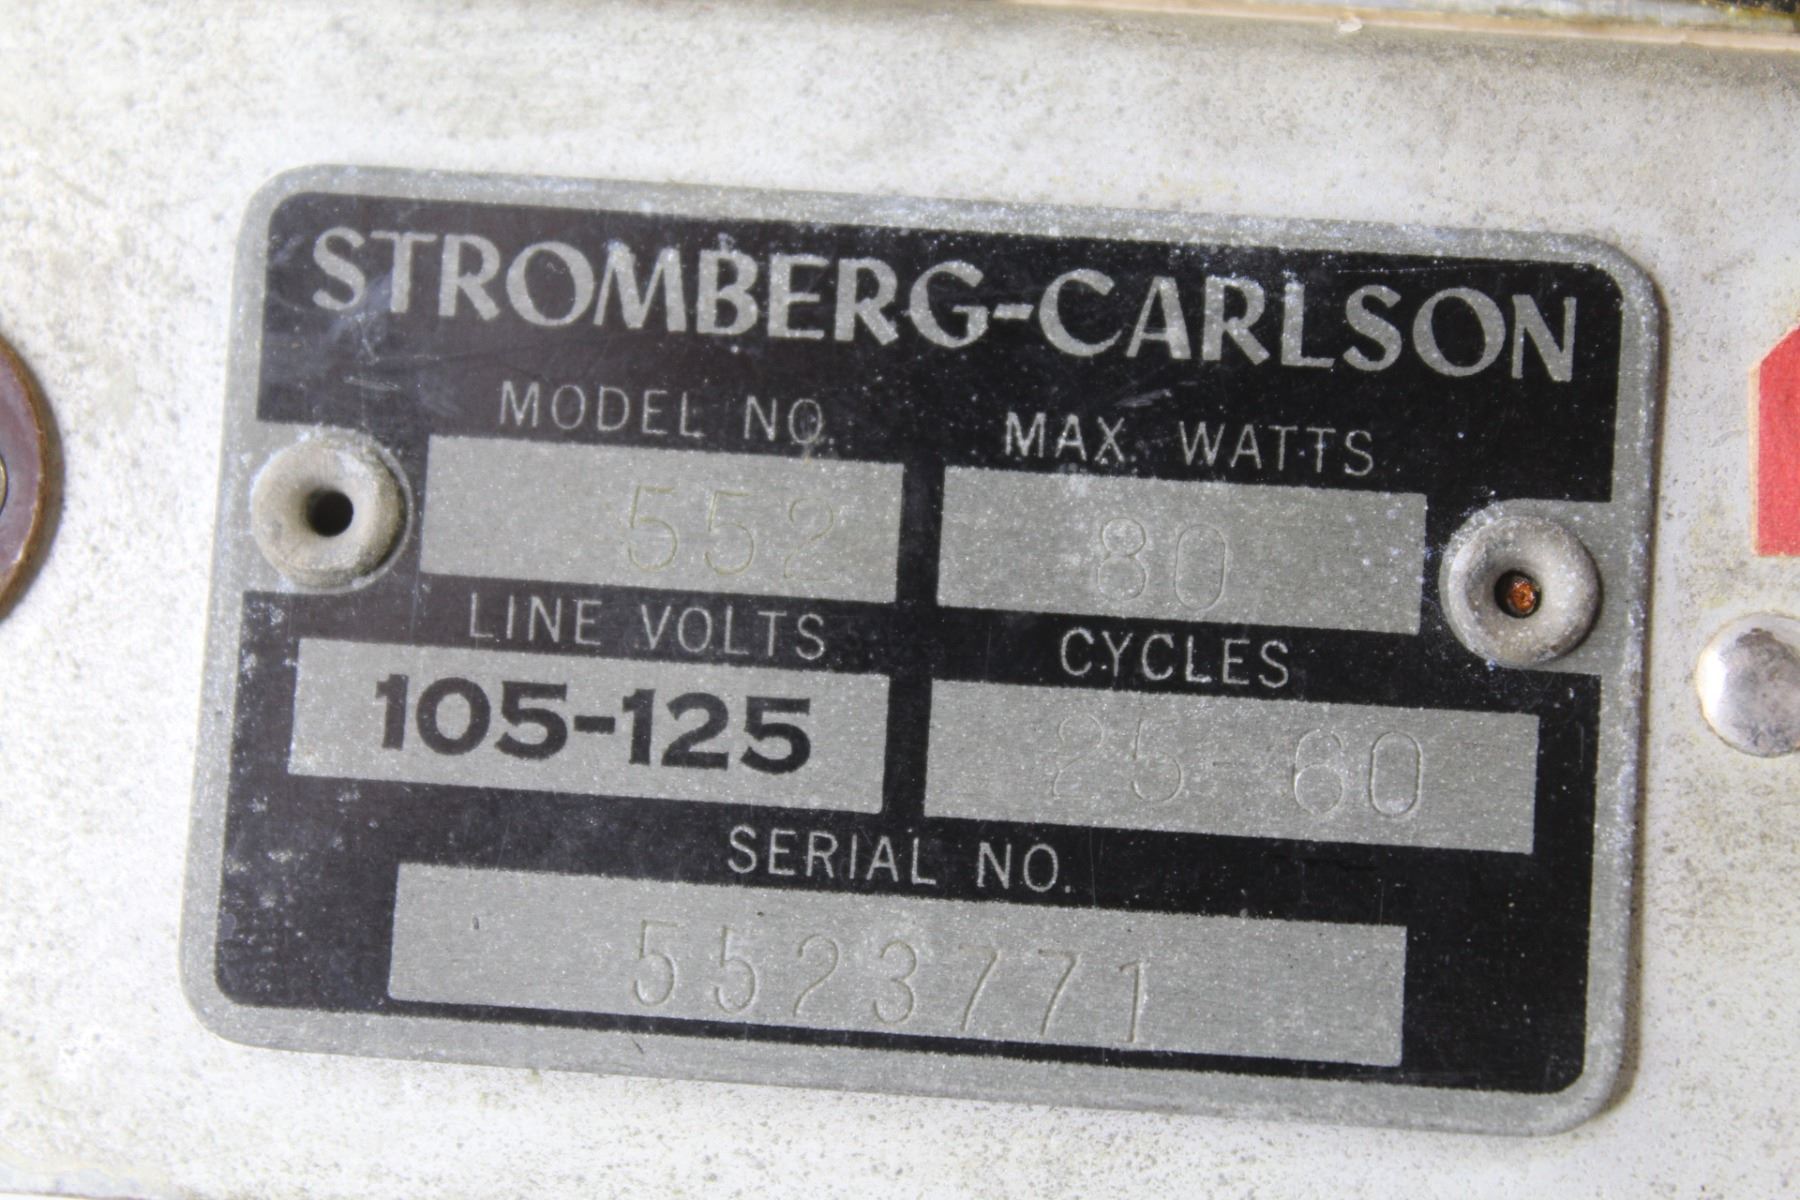 STROMBERG-CARLSON
MODEL NO. MAX. WATTS
552 80
LINE VOLTS CYCLES
105-125 25-60
SERIAL NO.
5523771